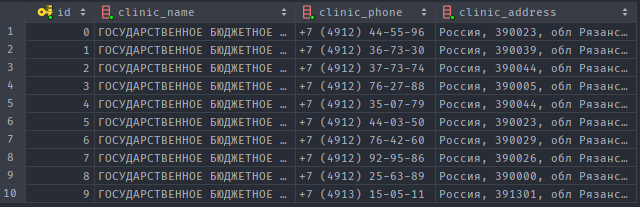 id clinic_name clinic_phone clinic_address
1 0 ГОСУДАРСТВЕННОЕ БЮДЖЕТНОЕ … +7 (4912) 44-55-96 Россия, 390023, обл Рязанс…
2 1 ГОСУДАРСТВЕННОЕ БЮДЖЕТНОЕ … +7 (4912) 36-73-30 Россия, 390039, обл Рязанс…
3 2 ГОСУДАРСТВЕННОЕ БЮДЖЕТНОЕ … +7 (4912) 37-73-74 Россия, 390044, обл Рязанс…
4 3 ГОСУДАРСТВЕННОЕ БЮДЖЕТНОЕ … +7 (4912) 76-27-88 Россия, 390005, обл Рязанс…
5 4 ГОСУДАРСТВЕННОЕ БЮДЖЕТНОЕ … +7 (4912) 35-07-79 Россия, 390044, обл Рязанс…
6 5 ГОСУДАРСТВЕННОЕ БЮДЖЕТНОЕ … +7 (4912) 44-03-50 Россия, 390023, обл Рязанс…
7 6 ГОСУДАРСТВЕННОЕ БЮДЖЕТНОЕ … +7 (4912) 76-42-60 Россия, 390029, обл Рязанс…
8 7 ГОСУДАРСТВЕННОЕ БЮДЖЕТНОЕ … +7 (4912) 92-95-86 Россия, 390026, обл Рязанс…
9 8 ГОСУДАРСТВЕННОЕ БЮДЖЕТНОЕ … +7 (4912) 25-63-89 Россия, 390000, обл Рязанс…
10 9 ГОСУДАРСТВЕННОЕ БЮДЖЕТНОЕ … +7 (4913) 15-05-11 Россия, 391301, обл Рязанс…